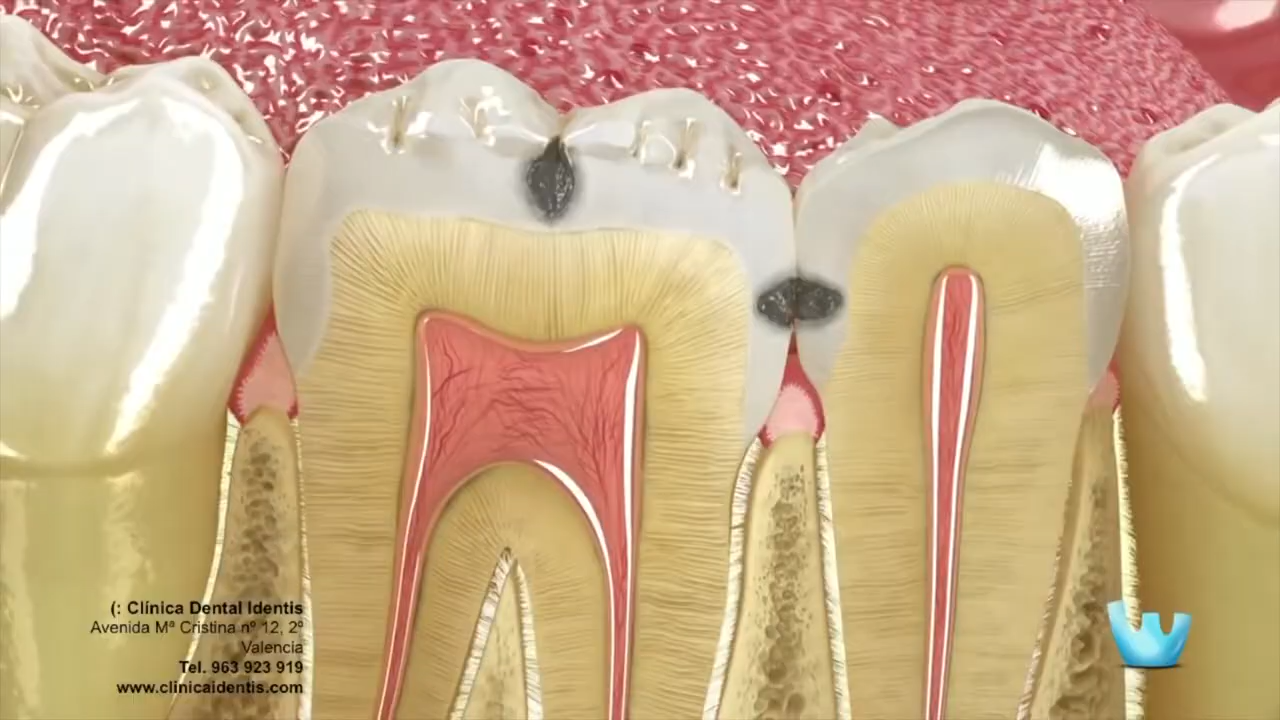 (: Clínica Dental Identis
Avenida Mª Cristina nº 12, 2º
Valencia
Tel. 963 923 919
www.clinicaidentis.com